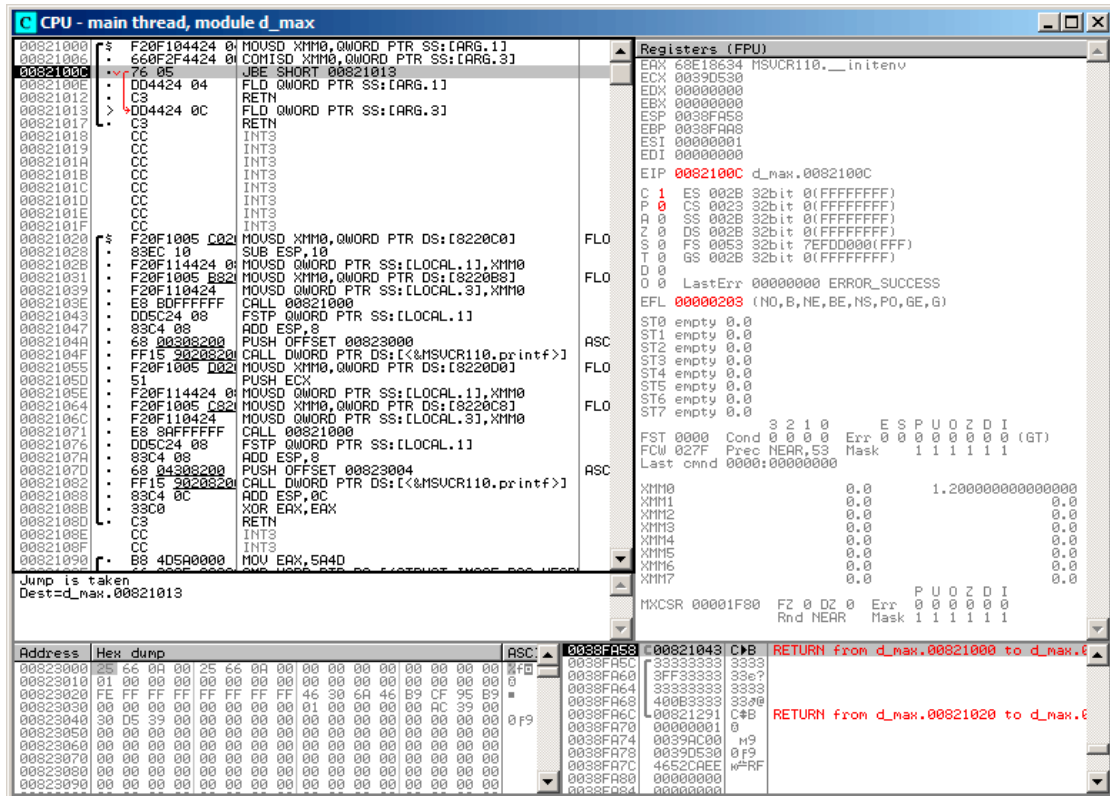 CPU - main thread, module d_max
00821000 $ F20F104424 0 MOVSD XMM0,QWORD PTR SS:[ARG.1]
00821006 · 660F2F4424 0 COMISD XMM0,QWORD PTR SS:[ARG.3]
0082100C · 76 05 JBE SHORT 00821013
0082100E · DD4424 04 FLD QWORD PTR SS:[ARG.1]
00821012 · C3 RETN
00821013 > DD4424 0C FLD QWORD PTR SS:[ARG.3]
00821017 · C3 RETN
00821018 CC INT3
00821019 CC INT3
0082101A CC INT3
0082101B CC INT3
0082101C CC INT3
0082101D CC INT3
0082101E CC INT3
0082101F CC INT3
00821020 $ F20F1005 C02 MOVSD XMM0,QWORD PTR DS:[8220C0] FLO
00821028 · 83EC 10 SUB ESP,10
0082102B · F20F114424 0 MOVSD QWORD PTR SS:[LOCAL.1],XMM0
00821031 · F20F1005 B82 MOVSD XMM0,QWORD PTR DS:[8220B8] FLO
00821039 · F20F110424 MOVSD QWORD PTR SS:[LOCAL.3],XMM0
0082103E · E8 BDFFFFFF CALL 00821000
00821043 · DD5C24 08 FSTP QWORD PTR SS:[LOCAL.1]
00821047 · 83C4 08 ADD ESP,8
0082104A · 68 00308200 PUSH OFFSET 00823000 ASC
0082104F · FF15 90208200 CALL DWORD PTR DS:[<&MSVCR110.printf>]
00821055 · F20F1005 D02 MOVSD XMM0,QWORD PTR DS:[8220D0] FLO
0082105D · 51 PUSH ECX
0082105E · F20F114424 0 MOVSD QWORD PTR SS:[LOCAL.1],XMM0
00821064 · F20F1005 C82 MOVSD XMM0,QWORD PTR DS:[8220C8] FLO
0082106C · F20F110424 MOVSD QWORD PTR SS:[LOCAL.3],XMM0
00821071 · E8 8AFFFFFF CALL 00821000
00821076 · DD5C24 08 FSTP QWORD PTR SS:[LOCAL.1]
0082107A · 83C4 08 ADD ESP,8
0082107D · 68 04308200 PUSH OFFSET 00823004 ASC
00821082 · FF15 90208200 CALL DWORD PTR DS:[<&MSVCR110.printf>]
00821088 · 83C4 0C ADD ESP,0C
0082108B · 33C0 XOR EAX,EAX
0082108D · C3 RETN
0082108E CC INT3
0082108F CC INT3
00821090 · B8 4D5A0000 MOV EAX,5A4D
Jump is taken
Dest=d_max.00821013
Registers (FPU)
EAX 68E18634 MSVCR110.__initenv
ECX 0039D530
EDX 00000000
EBX 00000000
ESP 0038FA58
EBP 0038FAA8
ESI 00000001
EDI 00000000
EIP 0082100C d_max.0082100C
C 1 ES 002B 32bit 0(FFFFFFFF)
P 0 CS 0023 32bit 0(FFFFFFFF)
A 0 SS 002B 32bit 0(FFFFFFFF)
Z 0 DS 002B 32bit 0(FFFFFFFF)
S 0 FS 0053 32bit 7EFDD000(FFF)
T 0 GS 002B 32bit 0(FFFFFFFF)
D 0
O 0 LastErr 00000000 ERROR_SUCCESS
EFL 00000203 (NO,B,NE,BE,NS,PO,GE,G)
ST0 empty 0.0
ST1 empty 0.0
ST2 empty 0.0
ST3 empty 0.0
ST4 empty 0.0
ST5 empty 0.0
ST6 empty 0.0
ST7 empty 0.0
3 2 1 0 E S P U O Z D I
FST 0000 Cond 0 0 0 0 Err 0 0 0 0 0 0 0 0 (GT)
FCW 027F Prec NEAR,53 Mask 1 1 1 1 1 1
Last cmnd 0000:00000000
XMM0 0.0 1.200000000000000
XMM1 0.0 0.0
XMM2 0.0 0.0
XMM3 0.0 0.0
XMM4 0.0 0.0
XMM5 0.0 0.0
XMM6 0.0 0.0
XMM7 0.0 0.0
P U O Z D I
MXCSR 00001F80 FZ 0 DZ 0 Err 0 0 0 0 0 0
Rnd NEAR Mask 1 1 1 1 1 1
Address Hex dump ASC
00823000 25 66 0A 00 25 66 0A 00 00 00 00 00 00 00 00 00 %f
00823010 01 00 00 00 00 00 00 00 00 00 00 00 00 00 00 00
00823020 FE FF FF FF FF FF FF FF 46 30 6A 46 B9 CF 95 B9
00823030 00 00 00 00 00 00 00 00 01 00 00 00 00 AC 39 00
00823040 30 D5 39 00 00 00 00 00 00 00 00 00 00 00 00 00 0╒9
00823050 00 00 00 00 00 00 00 00 00 00 00 00 00 00 00 00
00823060 00 00 00 00 00 00 00 00 00 00 00 00 00 00 00 00
00823070 00 00 00 00 00 00 00 00 00 00 00 00 00 00 00 00
00823080 00 00 00 00 00 00 00 00 00 00 00 00 00 00 00 00
00823090 00 00 00 00 00 00 00 00 00 00 00 00 00 00 00 00
0038FA58 00821043 C►B RETURN from d_max.00821000 to d_max.
0038FA5C 33333333 3333
0038FA60 3FF33333 33є?
0038FA64 33333333 3333
0038FA68 400B3333 33♂@
0038FA6C 00821291 RETURN from d_max.00821020 to d_max.
0038FA70 00000001
0038FA74 0039AC00
0038FA78 0039D530 0╒9
0038FA7C 4652CAEE
0038FA80 00000000
0038FA84 00000000